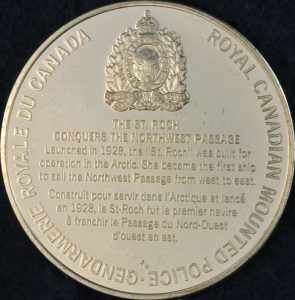 GENDARMERIE ROYALE DU CANADA · ROYAL CANADIAN MOUNTED POLICE ·
THE ST. ROCH
CONQUERS THE NORTHWEST PASSAGE
Launched in 1928, the "St. Roch" was built for
operation in the Arctic. She became the first ship
to sail the Northwest Passage from west to east.
Construit pour servir dans l'Arctique et lancé
en 1928, le St-Roch fut le premier navire
à franchir le Passage du Nord-Ouest
d'ouest en est.